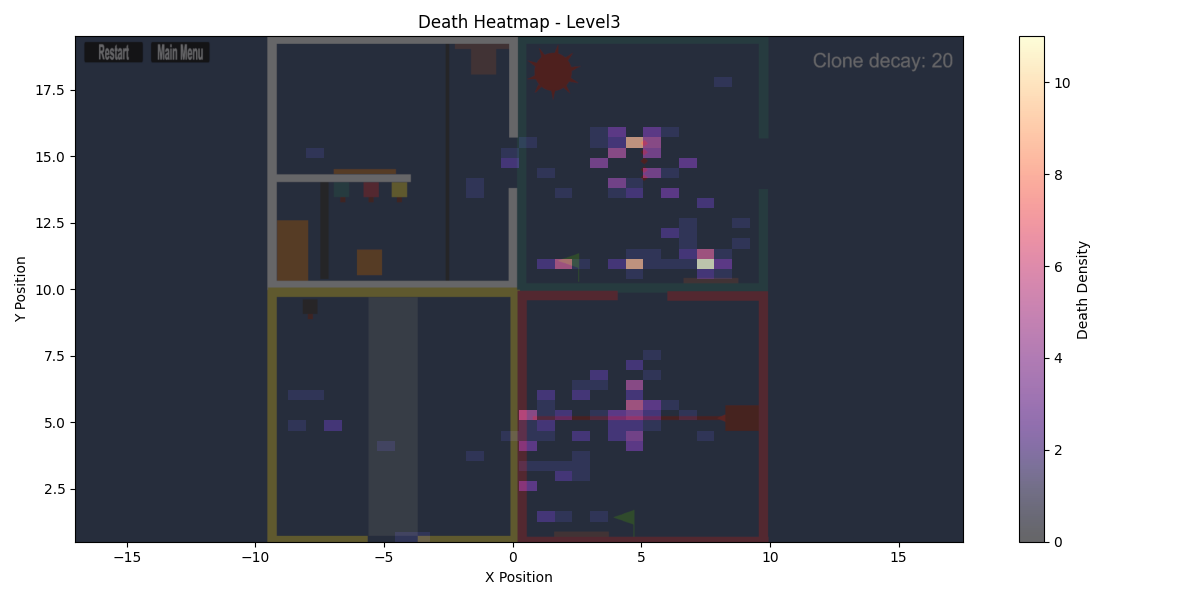 Death Heatmap - Level3
Restart
Main Menu
Clone decay: 20
17.5
15.0
12.5
10.0
7.5
5.0
2.5
Y Position
−15
−10
−5
0
5
10
15
X Position
10
8
6
4
2
0
Death Density